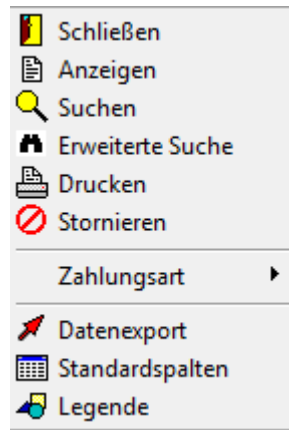 Schließen
Anzeigen
Suchen
Erweiterte Suche
Drucken
Stornieren
Zahlungsart
Datenexport
Standardspalten
Legende